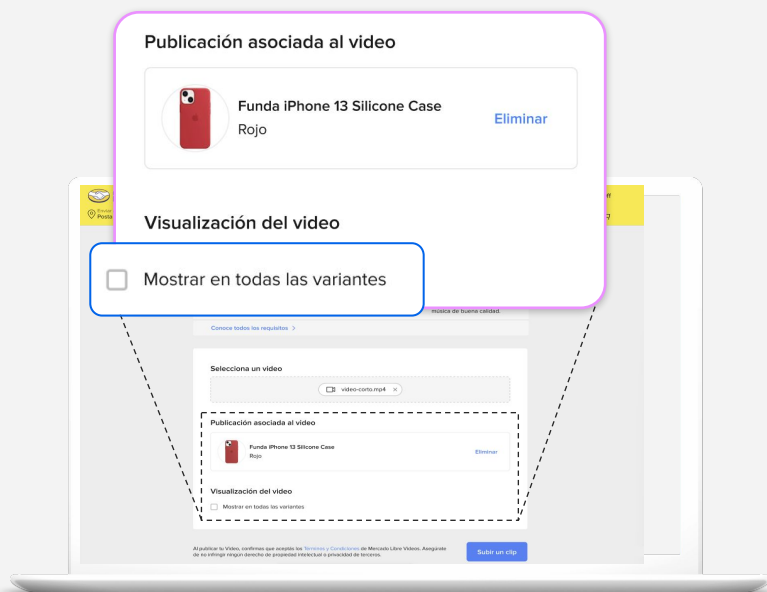 Publicación asociada al video
Funda iPhone 13 Silicone Case
Rojo
Eliminar
Visualización del video
Mostrar en todas las variantes
Enviar
Posta
música de buena calidad.
Conoce todos los requisitos >
Selecciona un video
video-corto.mp4 ×
Publicación asociada al video
Funda iPhone 13 Silicone Case
Rojo
Eliminar
Visualización del video
Mostrar en todas las variantes
Al publicar tu Video, confirmas que aceptás los Términos y Condiciones de Mercado Libre Videos. Asegúrate
de no infringir ningún derecho de propiedad intelectual o privacidad de terceros.
Subir un clip